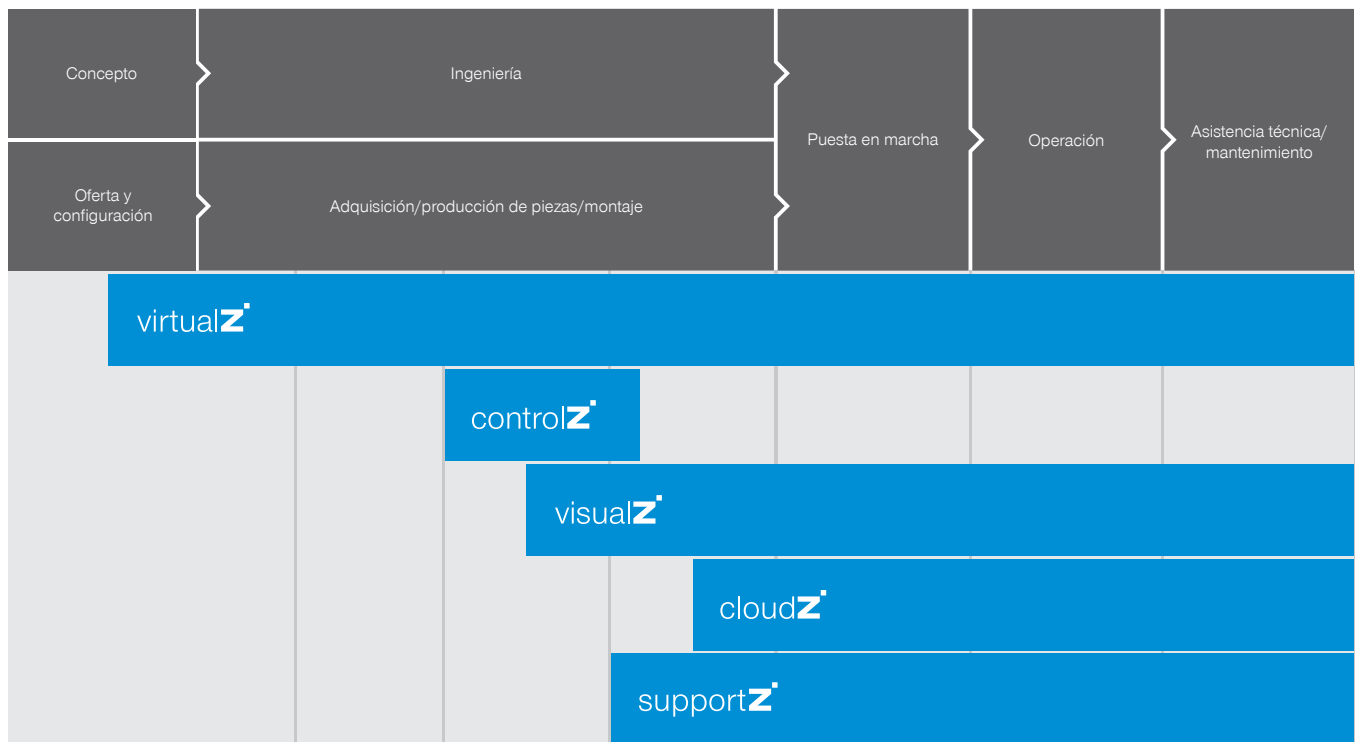 Concepto
Ingeniería
Puesta en marcha
Operación
Asistencia técnica/
mantenimiento
Oferta y
configuración
Adquisición/producción de piezas/montaje
virtualz
controlz
visualz
cloudz
supportz